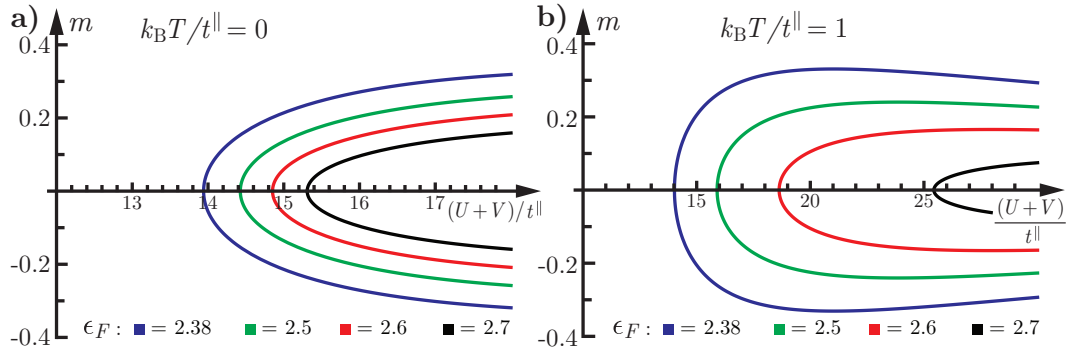 a) m k_B T/t^∥ = 0
0.4
0.2
0
13 14 15 16 17 (U+V)/t^∥
-0.2
-0.4
ϵ_F : = 2.38 = 2.5 = 2.6 = 2.7
b) m k_B T/t^∥ = 1
0.4
0.2
0
15 20 25 (U+V)/t^∥
-0.2
-0.4
ϵ_F : = 2.38 = 2.5 = 2.6 = 2.7